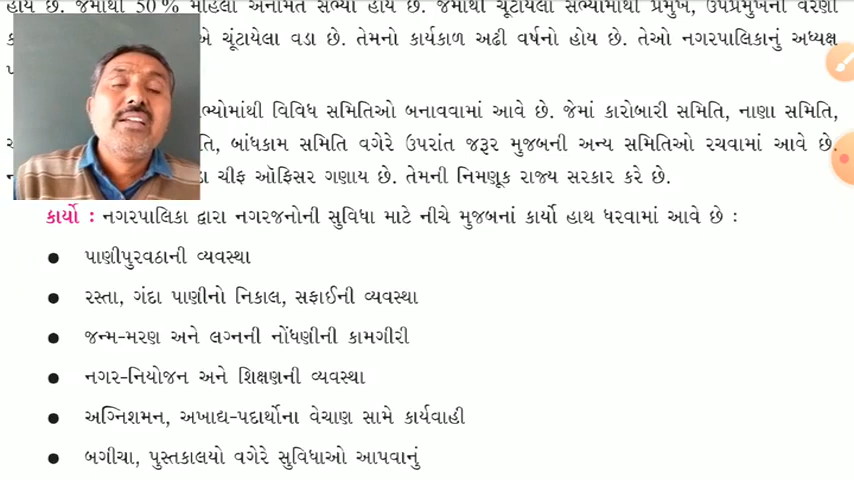 હોય છે. જેમાંથી 50 % મહિલા અનામત સભ્યો હોય છે. જેમાંથી ચૂંટાયેલા સભ્યોમાંથી પ્રમુખ, ઉપપ્રમુખની વરણી
ચૂંટાયેલા વડા છે. તેમનો કાર્યકાળ અઢી વર્ષનો હોય છે. તેઓ નગરપાલિકાનું અધ્યક્ષ
વિવિધ સમિતિઓ બનાવવામાં આવે છે. જેમાં કારોબારી સમિતિ, નાણા સમિતિ,
બાંધકામ સમિતિ વગેરે ઉપરાંત જરૂર મુજબની અન્ય સમિતિઓ રચવામાં આવે છે.
ચીફ ઑફિસર ગણાય છે. તેમની નિમણૂક રાજ્ય સરકાર કરે છે.
કાર્યો : નગરપાલિકા દ્વારા નગરજનોની સુવિધા માટે નીચે મુજબનાં કાર્યો હાથ ધરવામાં આવે છે :
● પાણીપુરવઠાની વ્યવસ્થા
● રસ્તા, ગંદા પાણીનો નિકાલ, સફાઈની વ્યવસ્થા
● જન્મ-મરણ અને લગ્નની નોંધણીની કામગીરી
● નગર-નિયોજન અને શિક્ષણની વ્યવસ્થા
● અગ્નિશમન, અખાદ્ય-પદાર્થોના વેચાણ સામે કાર્યવાહી
● બગીચા, પુસ્તકાલયો વગેરે સુવિધાઓ આપવાનું